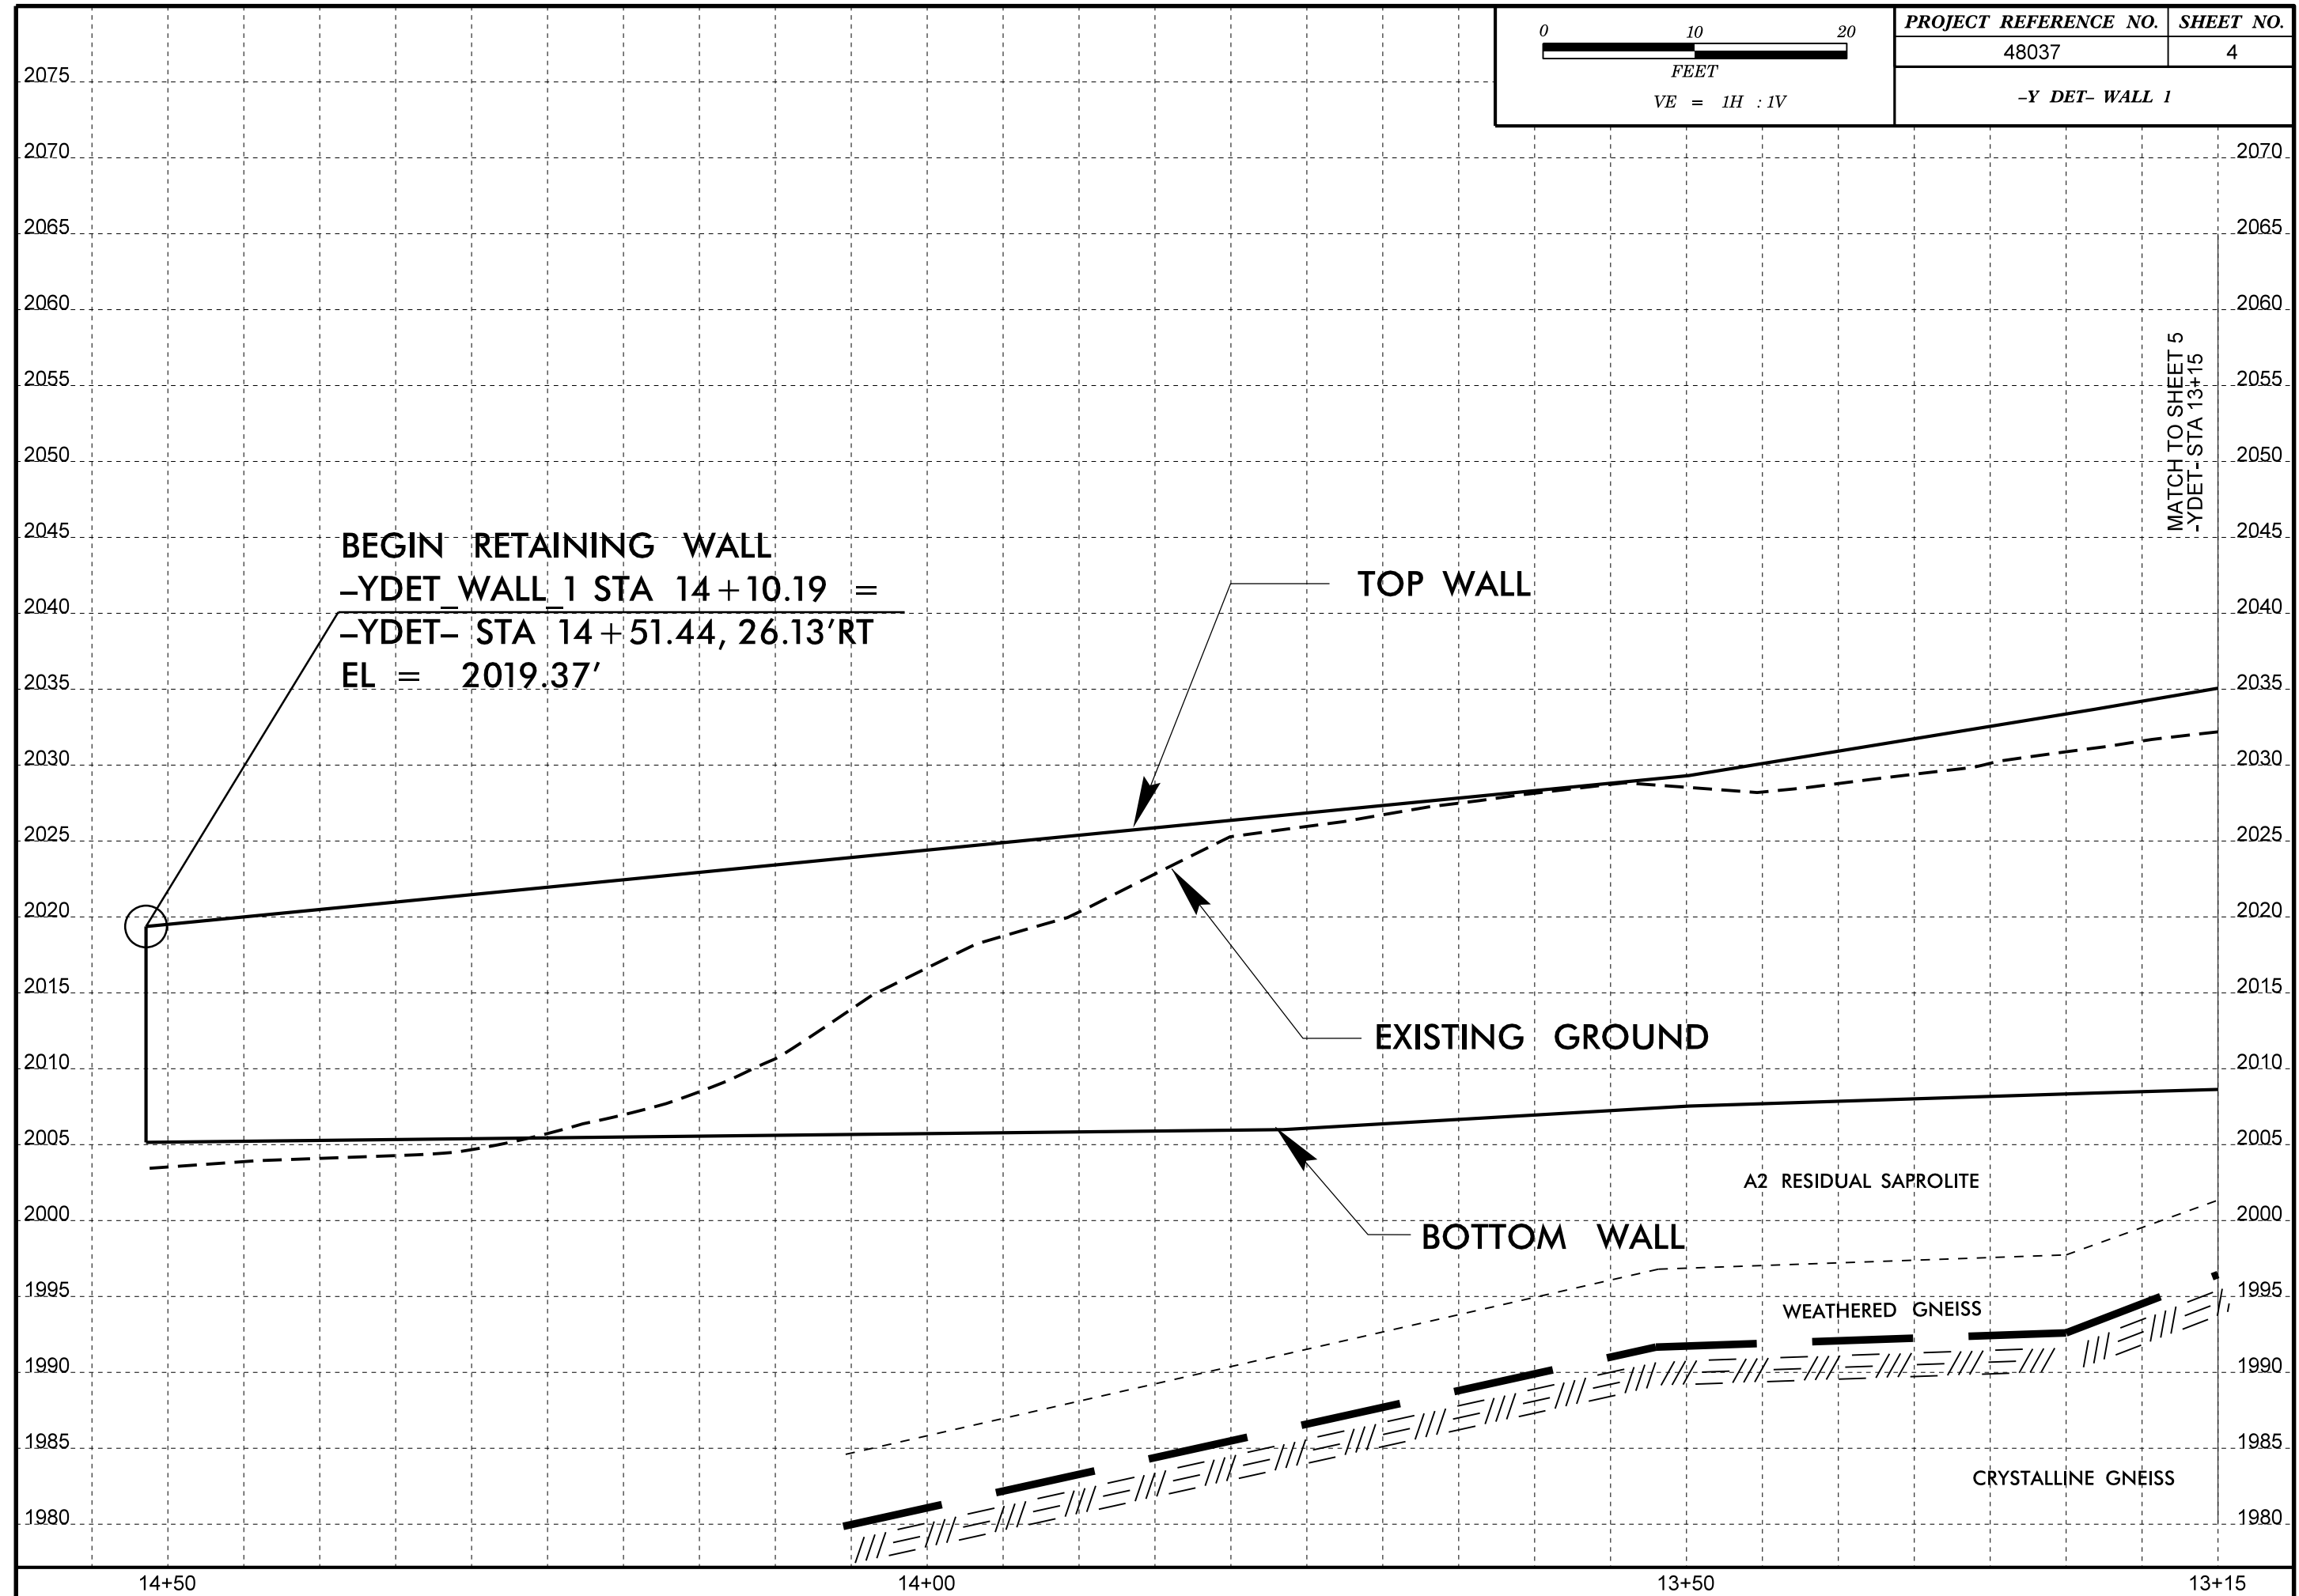 0 10 20
FEET
VE = 1H : 1V
PROJECT REFERENCE NO. SHEET NO.
48037 4
-Y DET- WALL 1
2075
2070 2070
2065 2065
2060 2060
2055 2055
2050 2050
2045 2045
2040 2040
2035 2035
2030 2030
2025 2025
2020 2020
2015 2015
2010 2010
2005 2005
2000 2000
1995 1995
1990 1990
1985 1985
1980 1980
MATCH TO SHEET 5
-YDET- STA 13+15
BEGIN RETAINING WALL
-YDET_WALL_1 STA 14+10.19 =
-YDET- STA 14+51.44, 26.13'RT
EL = 2019.37'
TOP WALL
EXISTING GROUND
BOTTOM WALL
A2 RESIDUAL SAPROLITE
WEATHERED GNEISS
CRYSTALLINE GNEISS
14+50 14+00 13+50 13+15